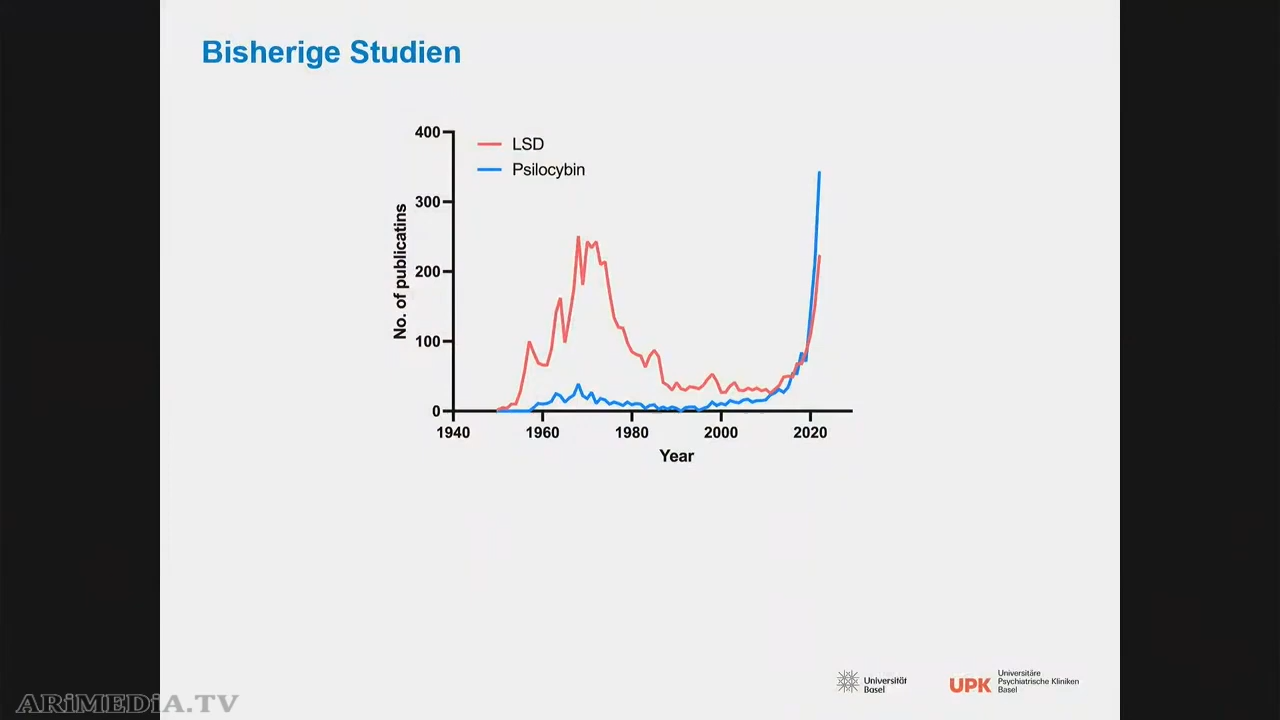 Bisherige Studien
400
300
200
100
0
No. of publicatins
LSD
Psilocybin
1940 1960 1980 2000 2020
Year
Universität
Basel
UPK
Universitäre
Psychiatrische Kliniken
Basel
ARiMEDiA.TV